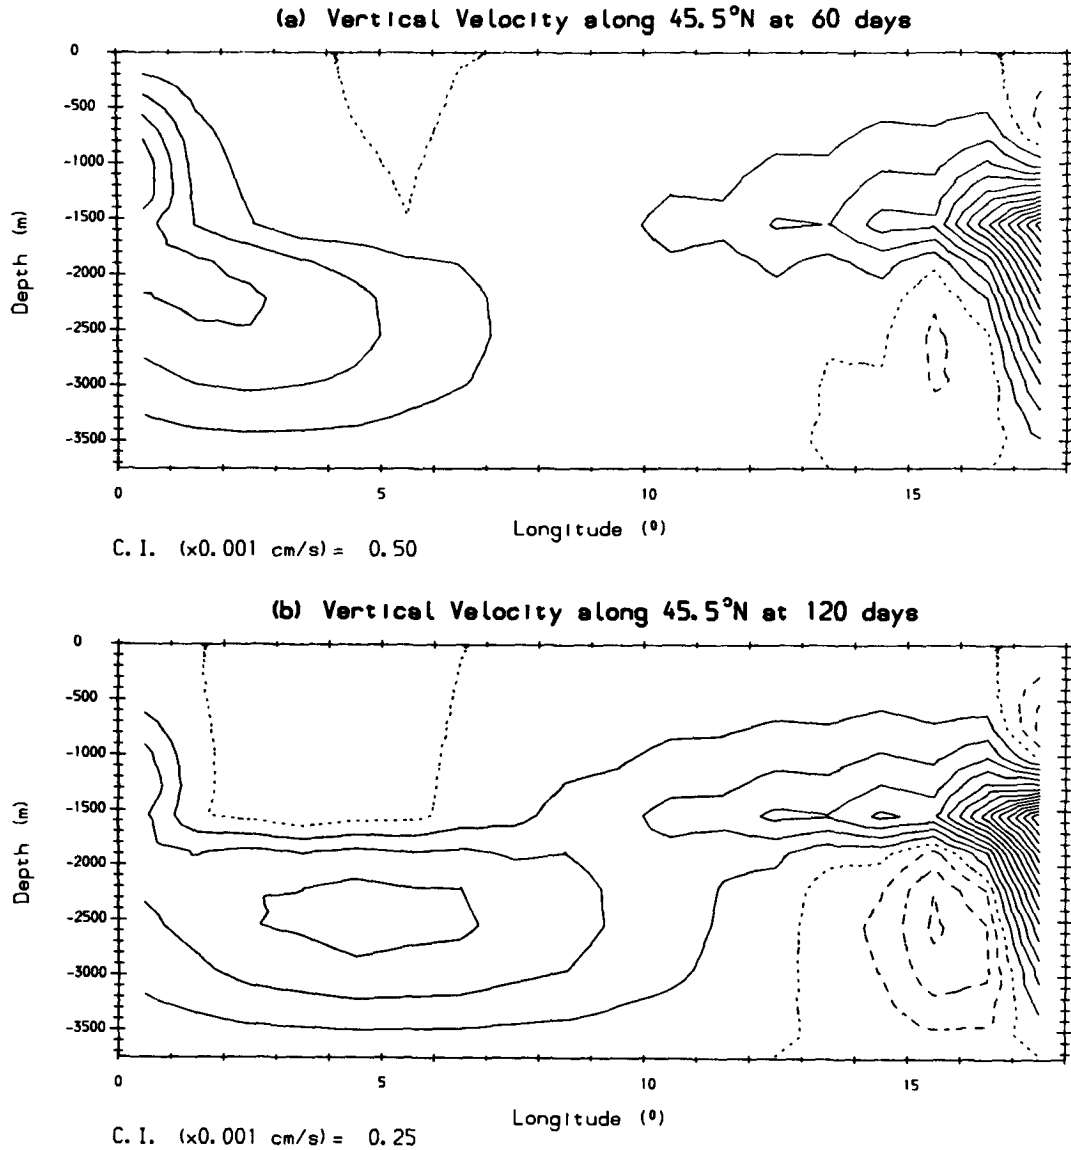 (a) Vertical Velocity along 45.5°N at 60 days
0
-500
-1000
-1500
-2000
-2500
-3000
-3500
Depth (m)
0 5 10 15
Longitude (°)
C.I. (x0.001 cm/s) = 0.50
(b) Vertical Velocity along 45.5°N at 120 days
0
-500
-1000
-1500
-2000
-2500
-3000
-3500
Depth (m)
0 5 10 15
Longitude (°)
C.I. (x0.001 cm/s) = 0.25